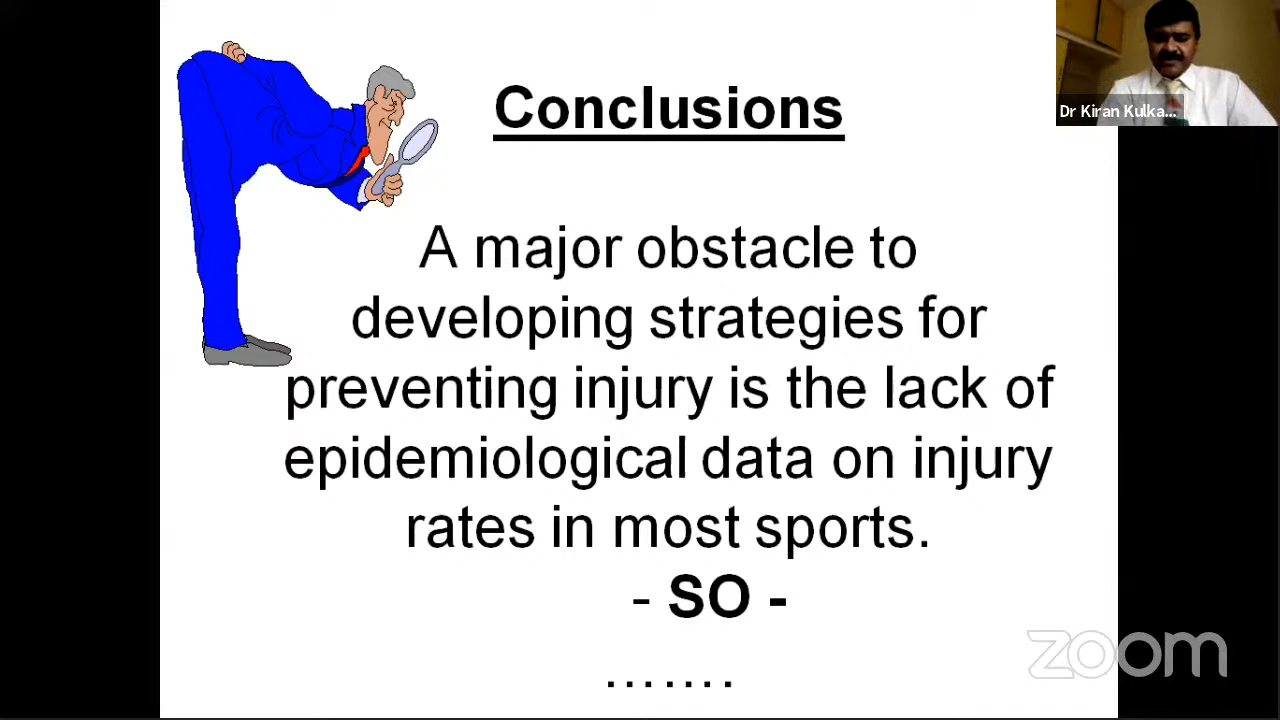 Conclusions
Dr Kiran Kulka...
A major obstacle to
developing strategies for
preventing injury is the lack of
epidemiological data on injury
rates in most sports.
- SO -
.......
zoom